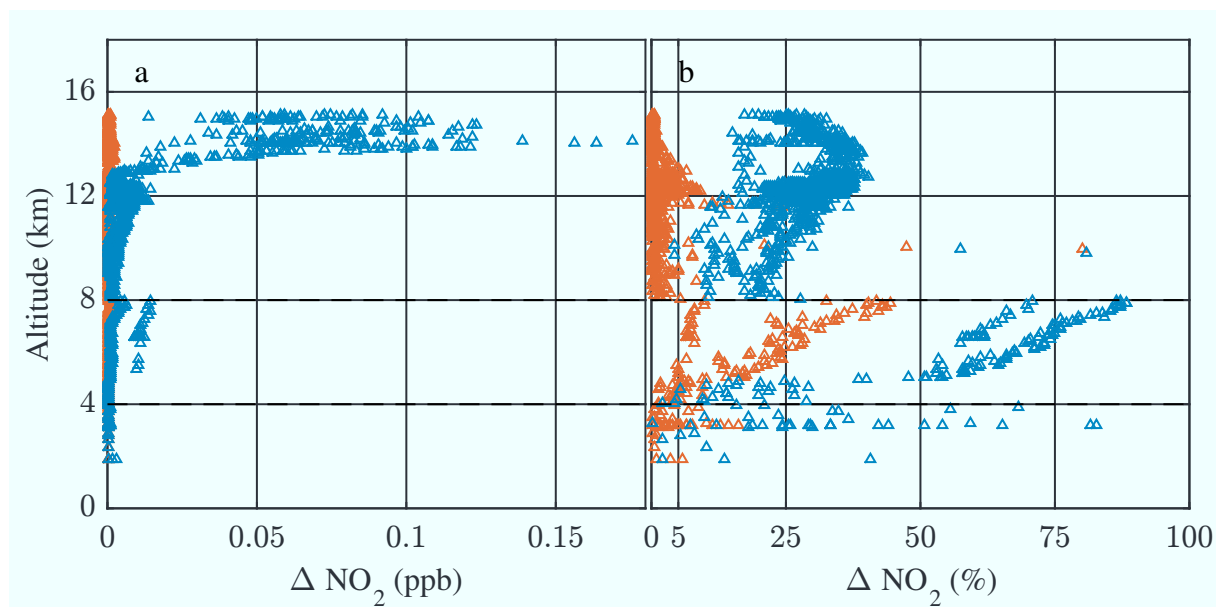 a
b
16
12
8
4
0
Altitude (km)
0 0.05 0.1 0.15
0 5 25 50 75 100
Δ NO₂ (ppb)
Δ NO₂ (%)